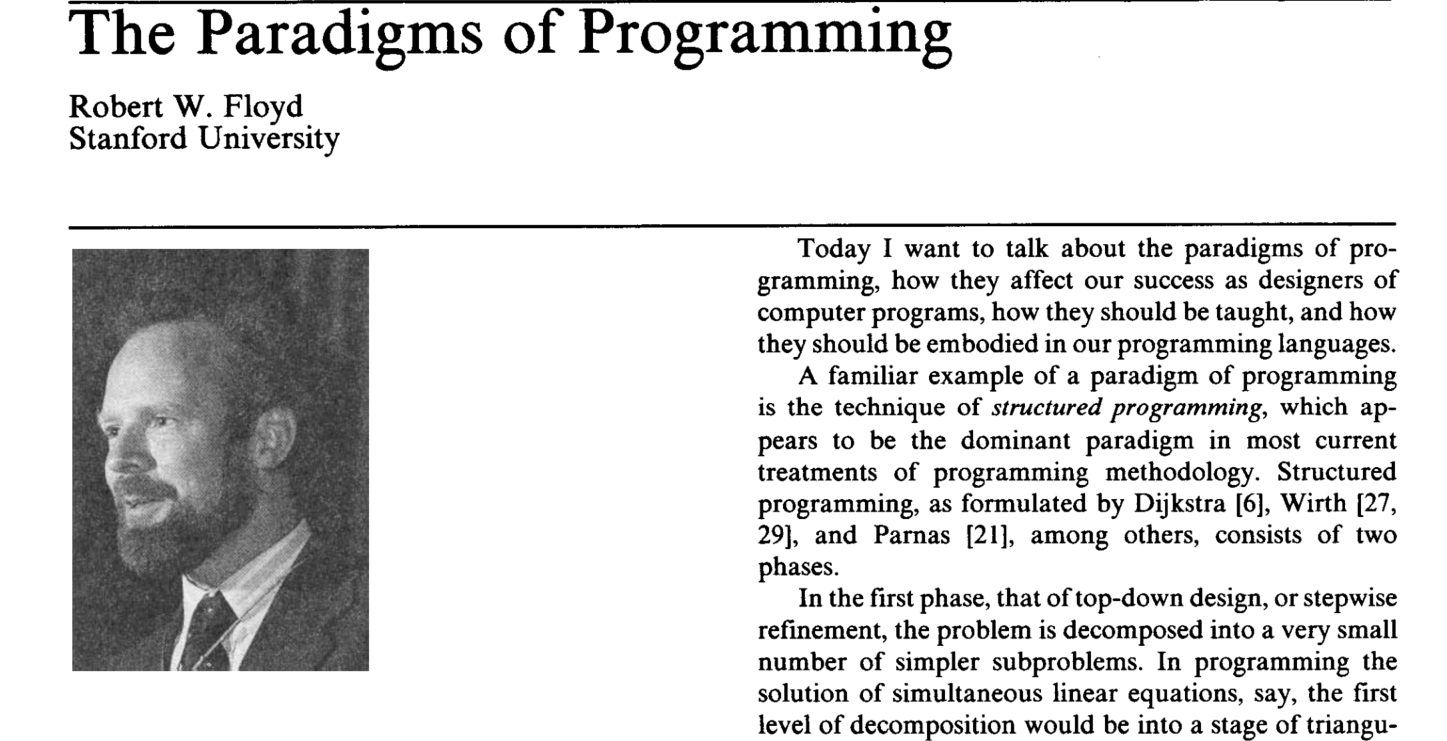 The Paradigms of Programming
Robert W. Floyd
Stanford University
Today I want to talk about the paradigms of pro-
gramming, how they affect our success as designers of
computer programs, how they should be taught, and how
they should be embodied in our programming languages.
A familiar example of a paradigm of programming
is the technique of structured programming, which ap-
pears to be the dominant paradigm in most current
treatments of programming methodology. Structured
programming, as formulated by Dijkstra [6], Wirth [27,
29], and Parnas [21], among others, consists of two
phases.
In the first phase, that of top-down design, or stepwise
refinement, the problem is decomposed into a very small
number of simpler subproblems. In programming the
solution of simultaneous linear equations, say, the first
level of decomposition would be into a stage of triangu-